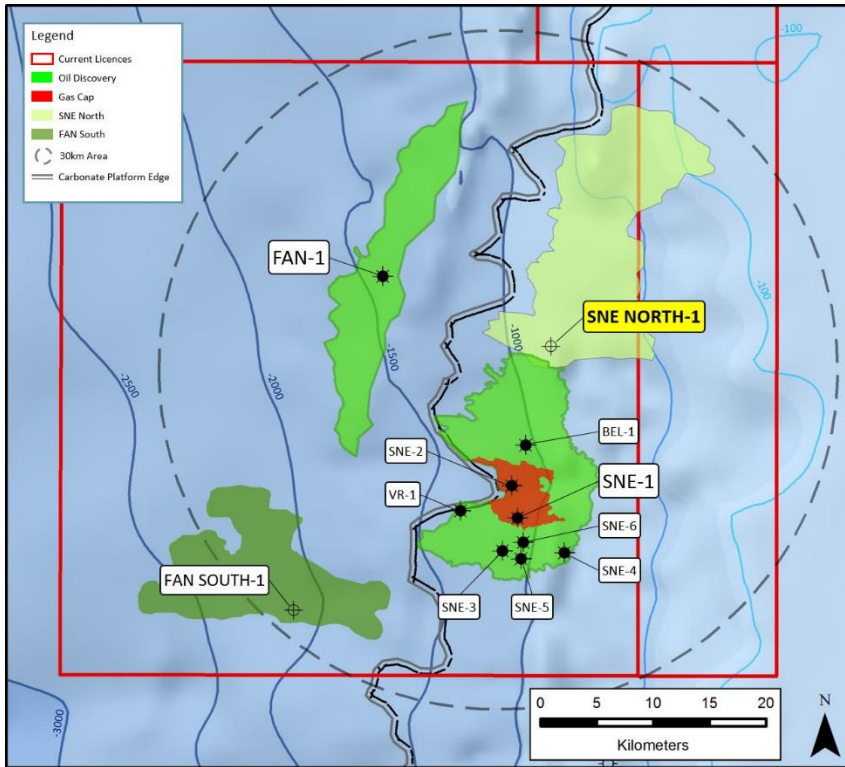 Legend
Current Licences
Oil Discovery
Gas Cap
SNE North
FAN South
30km Area
Carbonate Platform Edge
-100
FAN-1
SNE NORTH-1
-100
-1000
-1500
-2000
-2500
BEL-1
SNE-2
SNE-1
VR-1
SNE-6
SNE-4
SNE-3
SNE-5
FAN SOUTH-1
-3000
0 5 10 15 20
Kilometers
N